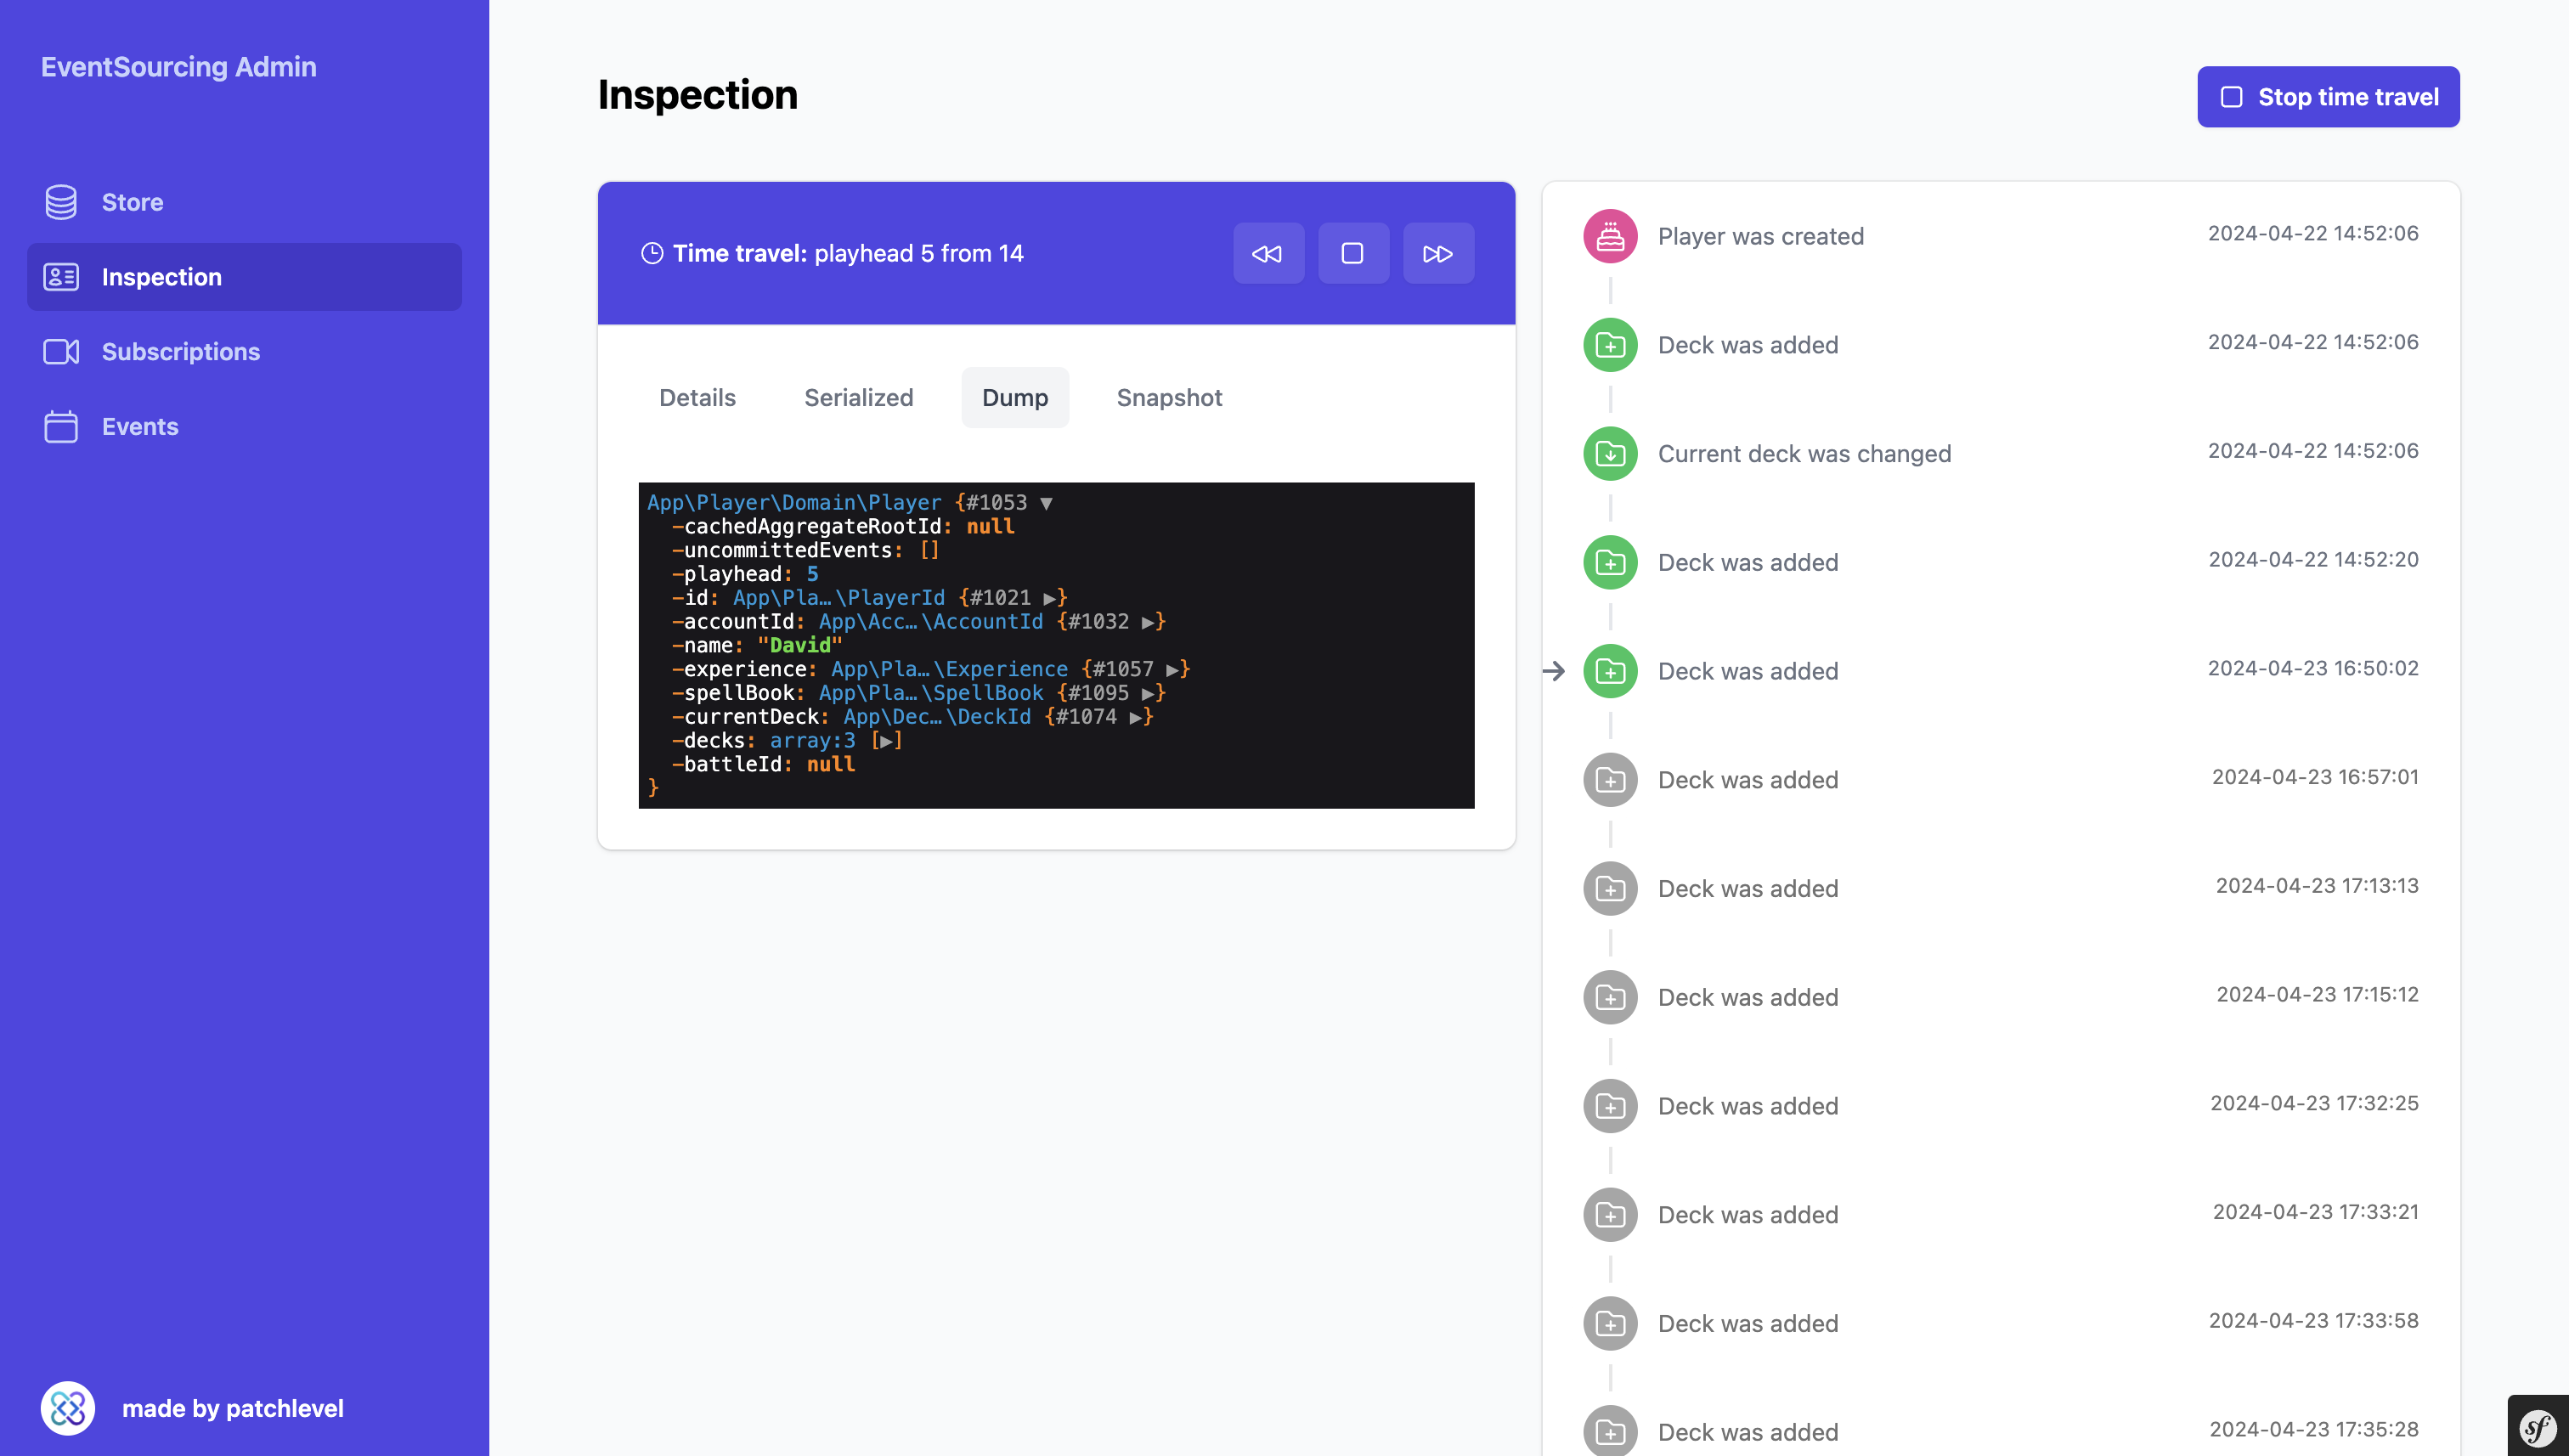 EventSourcing Admin
Store
Inspection
Subscriptions
Events
made by patchlevel
Inspection
Stop time travel
Time travel: playhead 5 from 14
Details Serialized Dump Snapshot
App\Player\Domain\Player {#1053 ▼
-cachedAggregateRootId: null
-uncommittedEvents: []
-playhead: 5
-id: App\Pla…\PlayerId {#1021 ▶}
-accountId: App\Acc…\AccountId {#1032 ▶}
-name: "David"
-experience: App\Pla…\Experience {#1057 ▶}
-spellBook: App\Pla…\SpellBook {#1095 ▶}
-currentDeck: App\Dec…\DeckId {#1074 ▶}
-decks: array:3 [▶]
-battleId: null
}
Player was created 2024-04-22 14:52:06
Deck was added 2024-04-22 14:52:06
Current deck was changed 2024-04-22 14:52:06
Deck was added 2024-04-22 14:52:20
Deck was added 2024-04-23 16:50:02
Deck was added 2024-04-23 16:57:01
Deck was added 2024-04-23 17:13:13
Deck was added 2024-04-23 17:15:12
Deck was added 2024-04-23 17:32:25
Deck was added 2024-04-23 17:33:21
Deck was added 2024-04-23 17:33:58
Deck was added 2024-04-23 17:35:28
sf